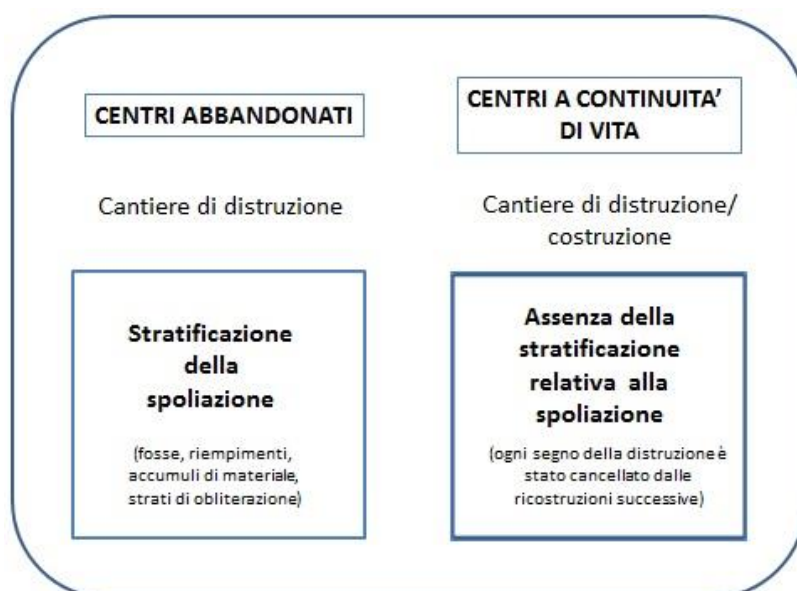 CENTRI ABBANDONATI
Cantiere di distruzione
Stratificazione
della
spoliazione
(fosse, riempimenti,
accumuli di materiale,
strati di obliterazione)
CENTRI A CONTINUITA'
DI VITA
Cantiere di distruzione/
costruzione
Assenza della
stratificazione
relativa alla
spoliazione
(ogni segno della distruzione è
stato cancellato dalle
ricostruzioni successive)